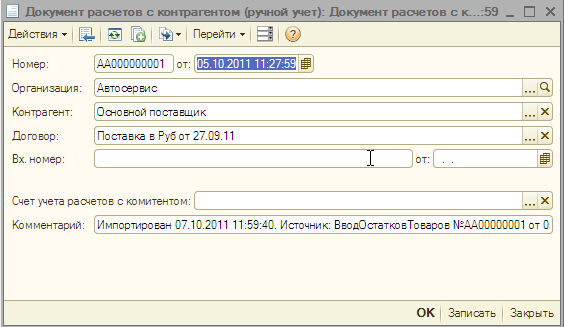 Документ расчетов с контрагентом (ручной учет): Документ расчетов с к...:59
Действия Перейти
Номер: АА000000001 от: 05.10.2011 11:27:59
Организация: Автосервис ...
Контрагент: Основной поставщик ...
Договор: Поставка в Руб от 27.09.11 ...
Вх. номер: от: . .
Счет учета расчетов с комитентом: ...
Комментарий: Импортирован 07.10.2011 11:59:40. Источник: ВводОстатковТоваров №АА00000001 от 0
OK Записать Закрыть